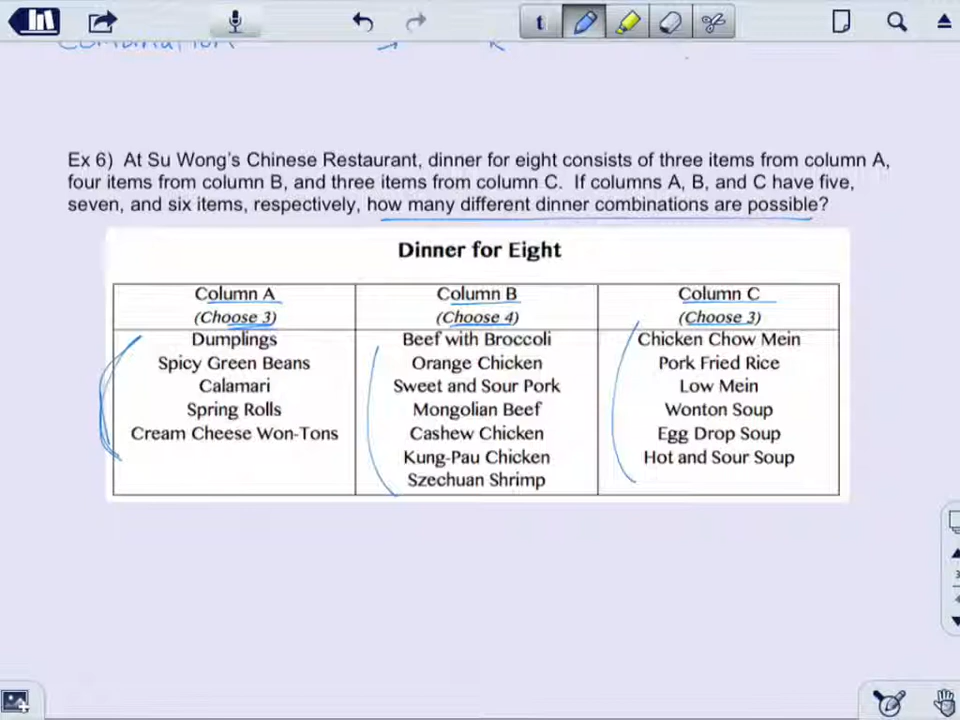 t
Combination
Ex 6) At Su Wong's Chinese Restaurant, dinner for eight consists of three items from column A,
four items from column B, and three items from column C. If columns A, B, and C have five,
seven, and six items, respectively, how many different dinner combinations are possible?
Dinner for Eight
Column A Column B Column C
(Choose 3) (Choose 4) (Choose 3)
Dumplings Beef with Broccoli Chicken Chow Mein
Spicy Green Beans Orange Chicken Pork Fried Rice
Calamari Sweet and Sour Pork Low Mein
Spring Rolls Mongolian Beef Wonton Soup
Cream Cheese Won-Tons Cashew Chicken Egg Drop Soup
Kung-Pau Chicken Hot and Sour Soup
Szechuan Shrimp